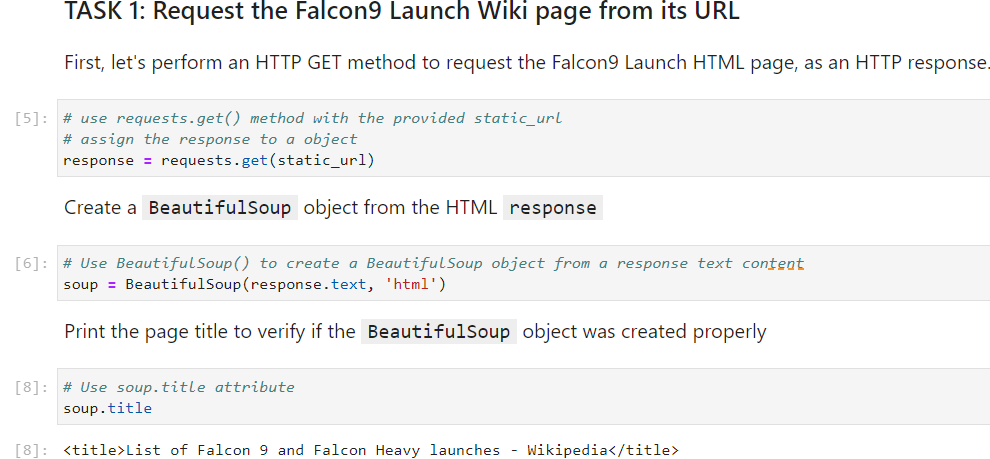 TASK 1: Request the Falcon9 Launch Wiki page from its URL
First, let's perform an HTTP GET method to request the Falcon9 Launch HTML page, as an HTTP response.
[5]: # use requests.get() method with the provided static_url
# assign the response to a object
response = requests.get(static_url)
Create a BeautifulSoup object from the HTML response
[6]: # Use BeautifulSoup() to create a BeautifulSoup object from a response text content
soup = BeautifulSoup(response.text, 'html')
Print the page title to verify if the BeautifulSoup object was created properly
[8]: # Use soup.title attribute
soup.title
[8]: <title>List of Falcon 9 and Falcon Heavy launches - Wikipedia</title>